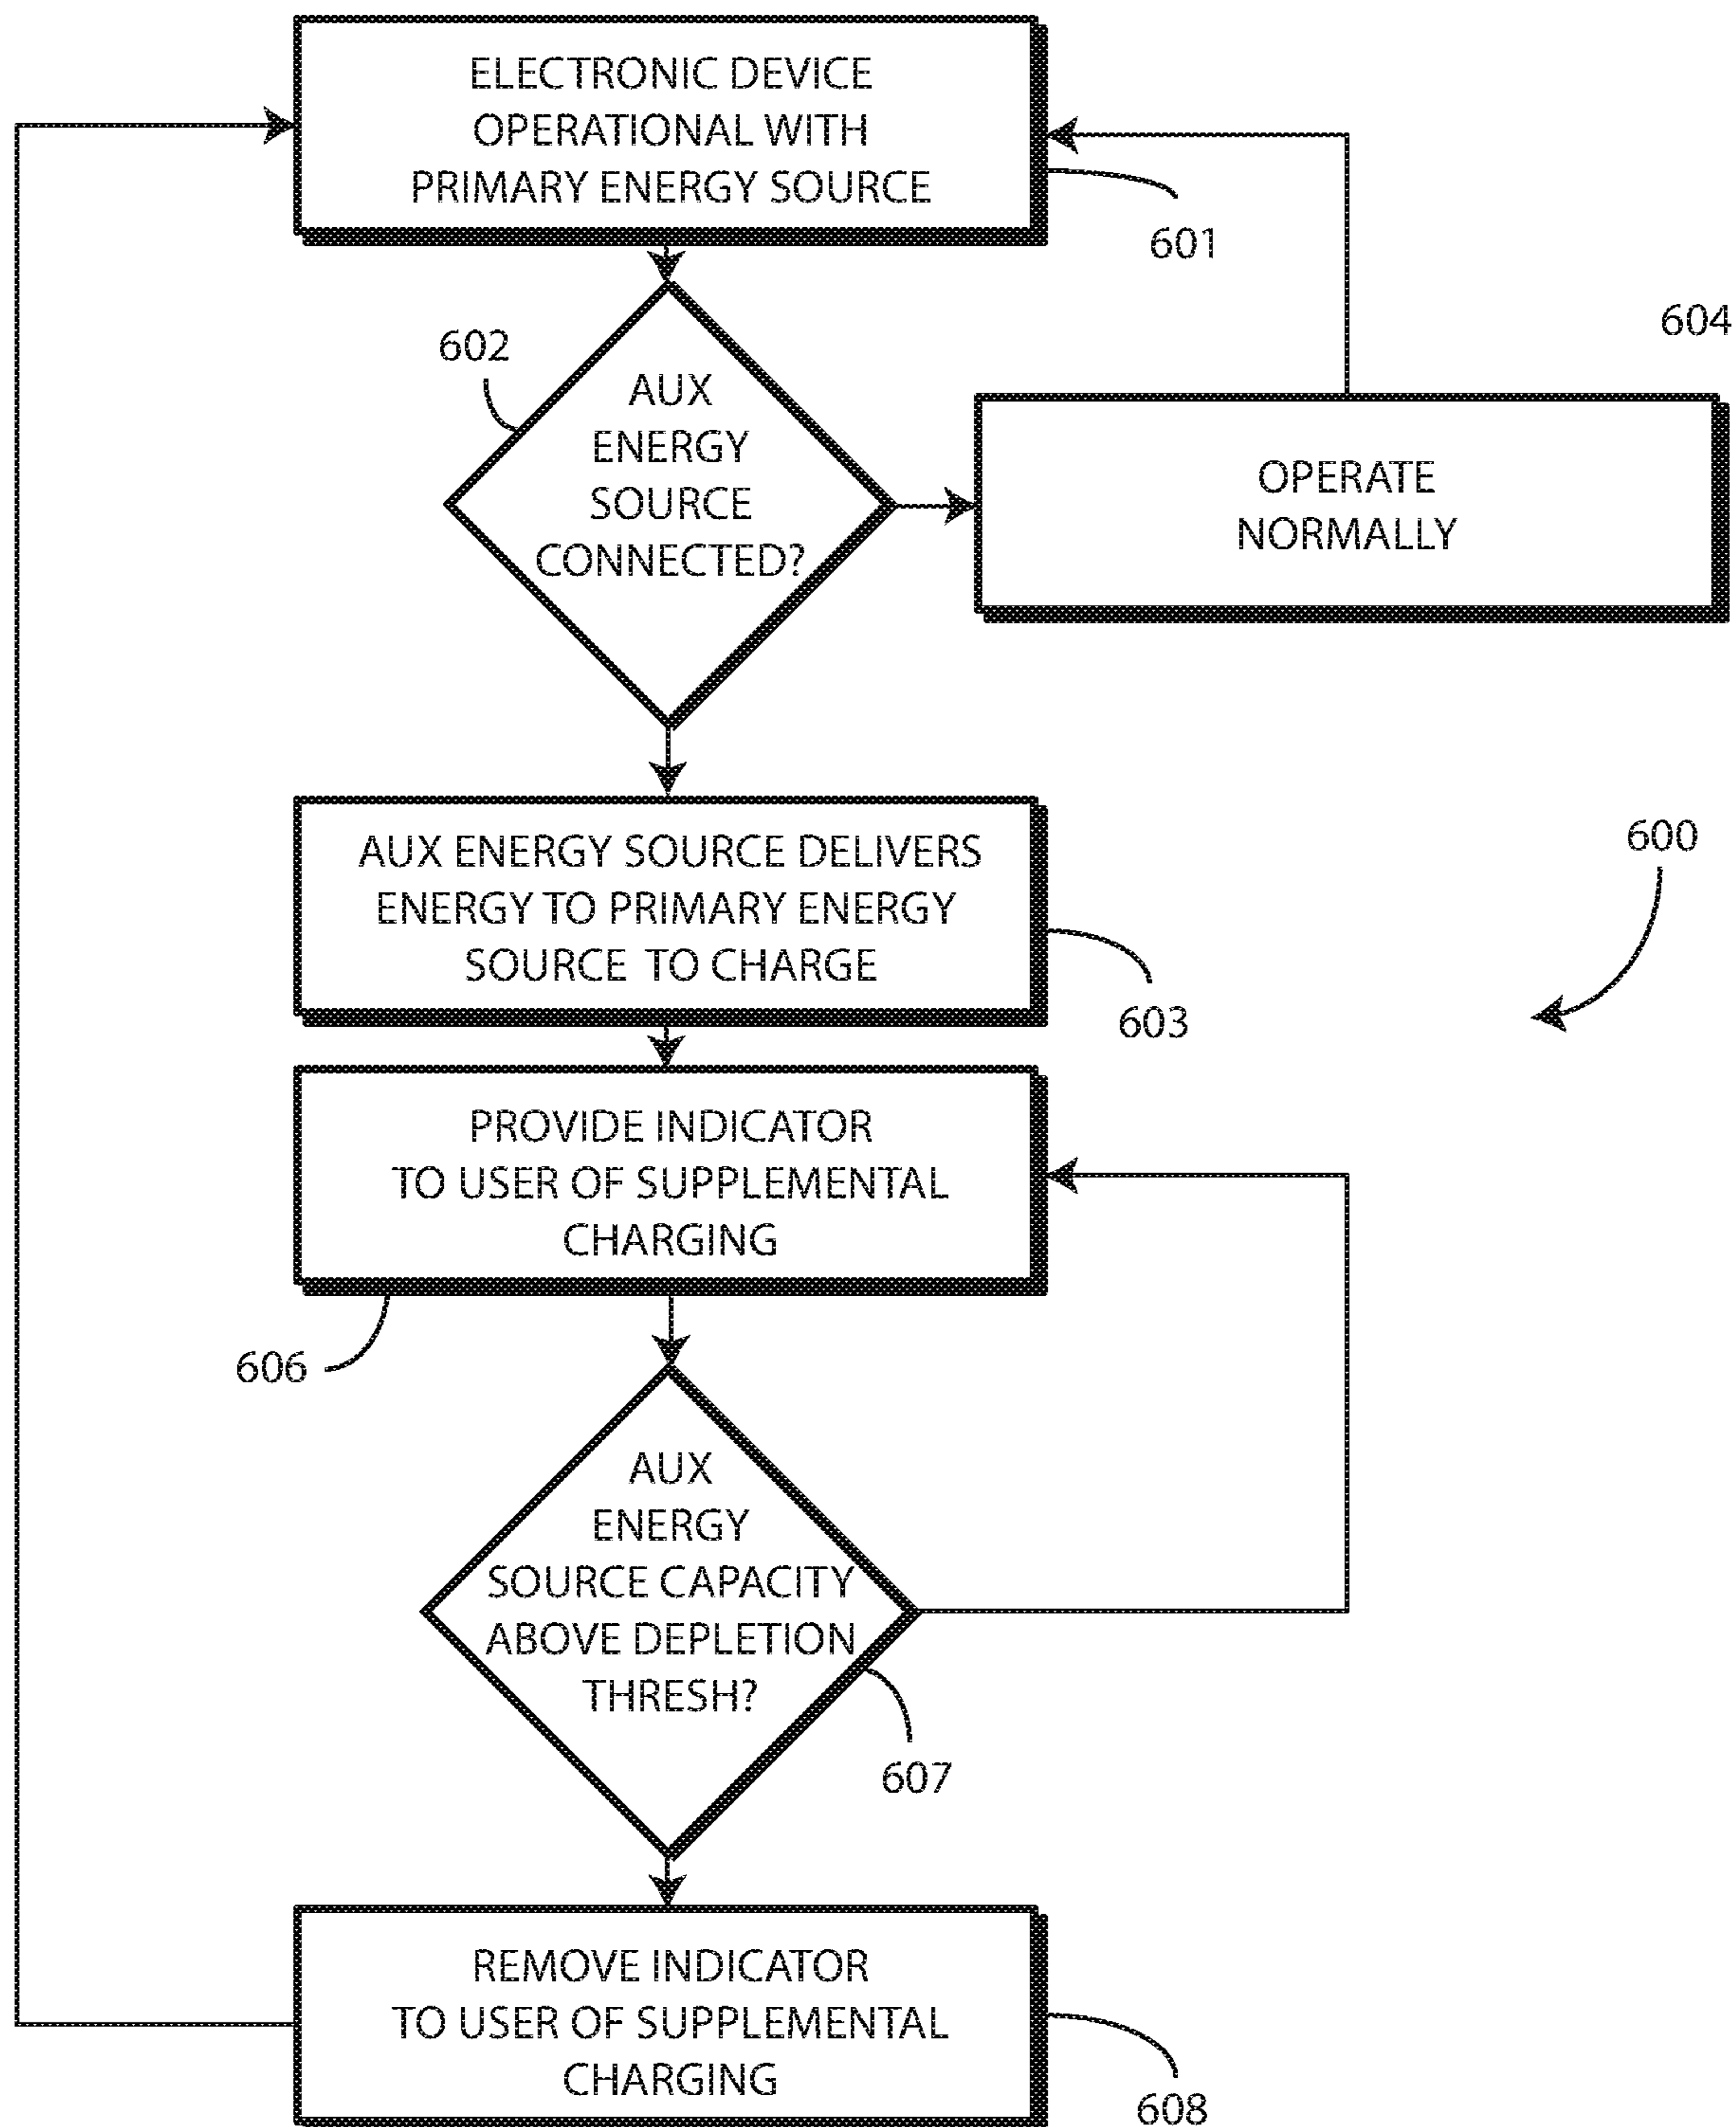 ELECTRONIC DEVICE
OPERATIONAL WITH
PRIMARY ENERGY SOURCE
601
602
AUX
ENERGY
SOURCE
CONNECTED?
604
OPERATE
NORMALLY
AUX ENERGY SOURCE DELIVERS
ENERGY TO PRIMARY ENERGY
SOURCE TO CHARGE
603
600
PROVIDE INDICATOR
TO USER OF SUPPLEMENTAL
CHARGING
606
AUX
ENERGY
SOURCE CAPACITY
ABOVE DEPLETION
THRESH?
607
REMOVE INDICATOR
TO USER OF SUPPLEMENTAL
CHARGING
608